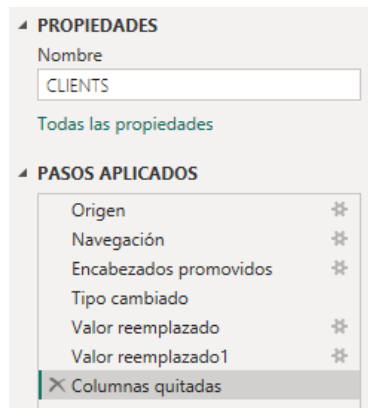 PROPIEDADES
Nombre
CLIENTS
Todas las propiedades
PASOS APLICADOS
Origen
Navegación
Encabezados promovidos
Tipo cambiado
Valor reemplazado
Valor reemplazado1
Columnas quitadas